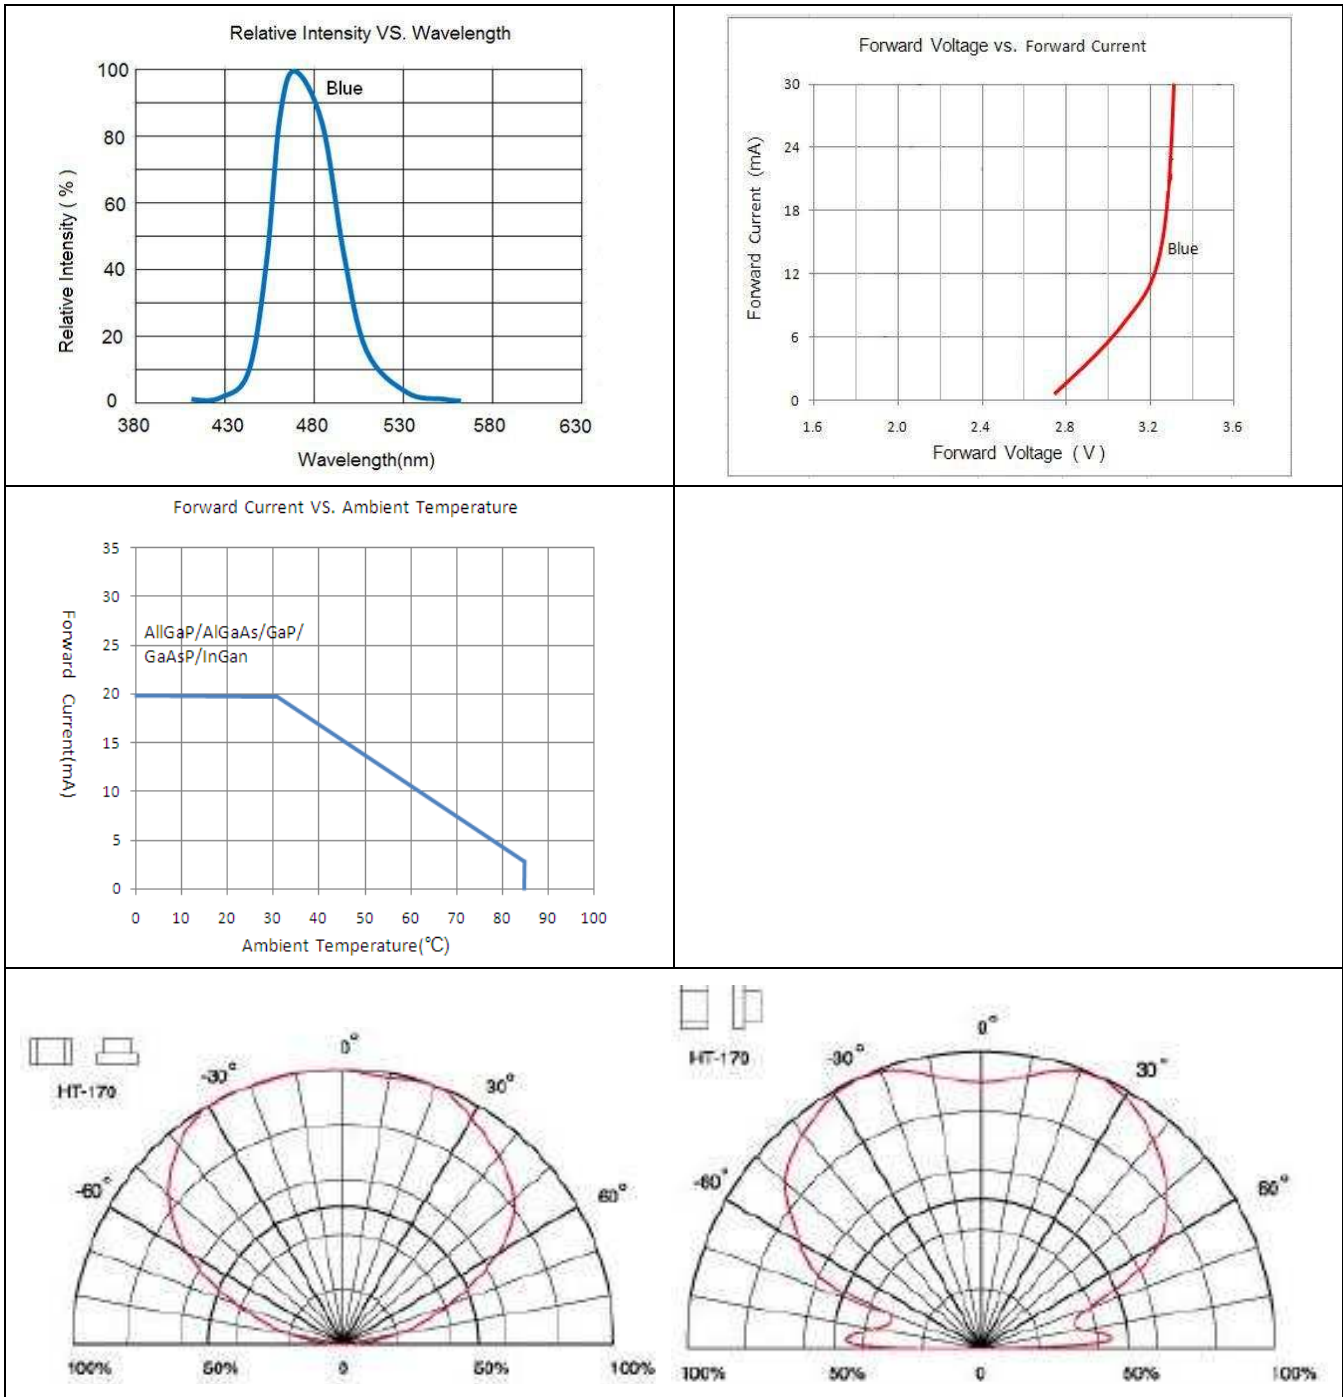 Relative Intensity VS. Wavelength
Relative Intensity ( % )
100
80
60
40
20
0
Blue
380 430 480 530 580 630
Wavelength(nm)
Forward Voltage vs. Forward Current
Forward Current (mA)
30
24
18
12
6
0
Blue
1.6 2.0 2.4 2.8 3.2 3.6
Forward Voltage ( V )
Forward Current VS. Ambient Temperature
Forward Current(mA)
35
30
25
20
15
10
5
0
AllGaP/AlGaAs/GaP/
GaAsP/InGan
0 10 20 30 40 50 60 70 80 90 100
Ambient Temperature(℃)
HT-170
-60° -30° 0° 30° 60°
100% 50% 0 50% 100%
HT-170
-60° -30° 0° 30° 60°
100% 50% 0 50% 100%